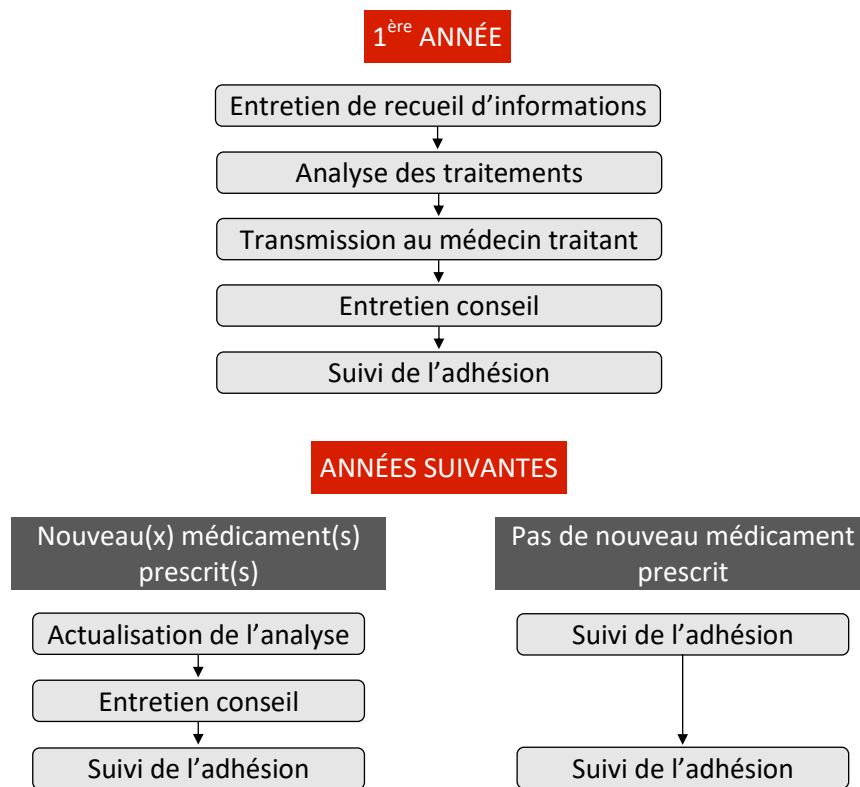 1ère ANNÉE
Entretien de recueil d’informations
Analyse des traitements
Transmission au médecin traitant
Entretien conseil
Suivi de l’adhésion
ANNÉES SUIVANTES
Nouveau(x) médicament(s)
prescrit(s)
Actualisation de l’analyse
Entretien conseil
Suivi de l’adhésion
Pas de nouveau médicament
prescrit
Suivi de l’adhésion
Suivi de l’adhésion